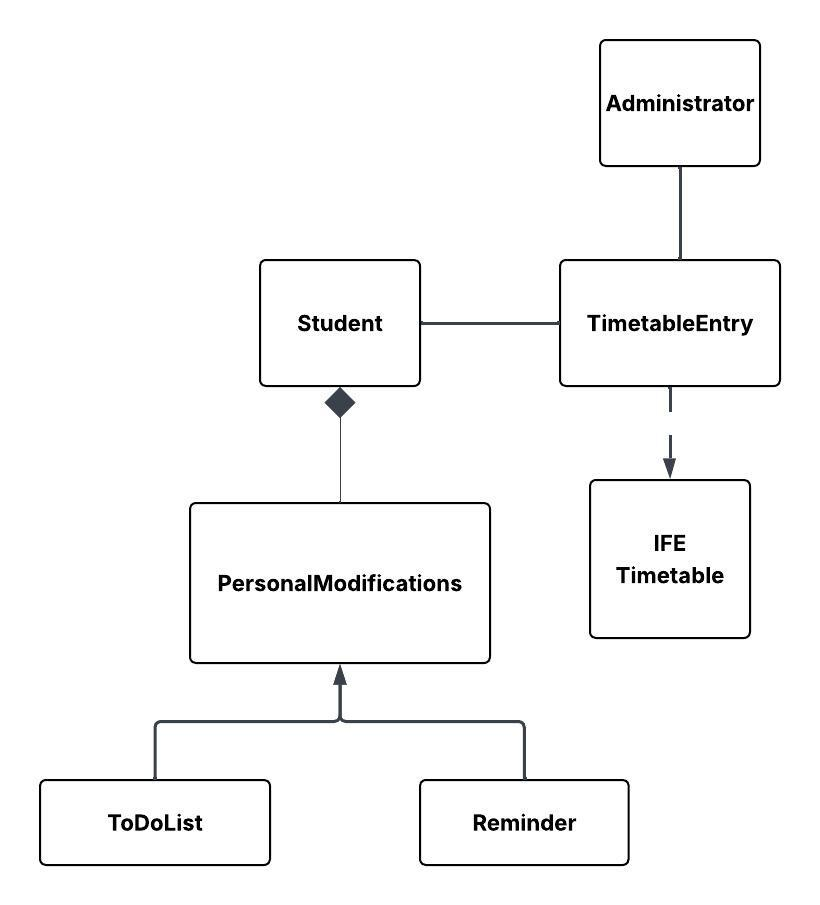 Administrator
Student
TimetableEntry
IFE
Timetable
PersonalModifications
ToDoList
Reminder